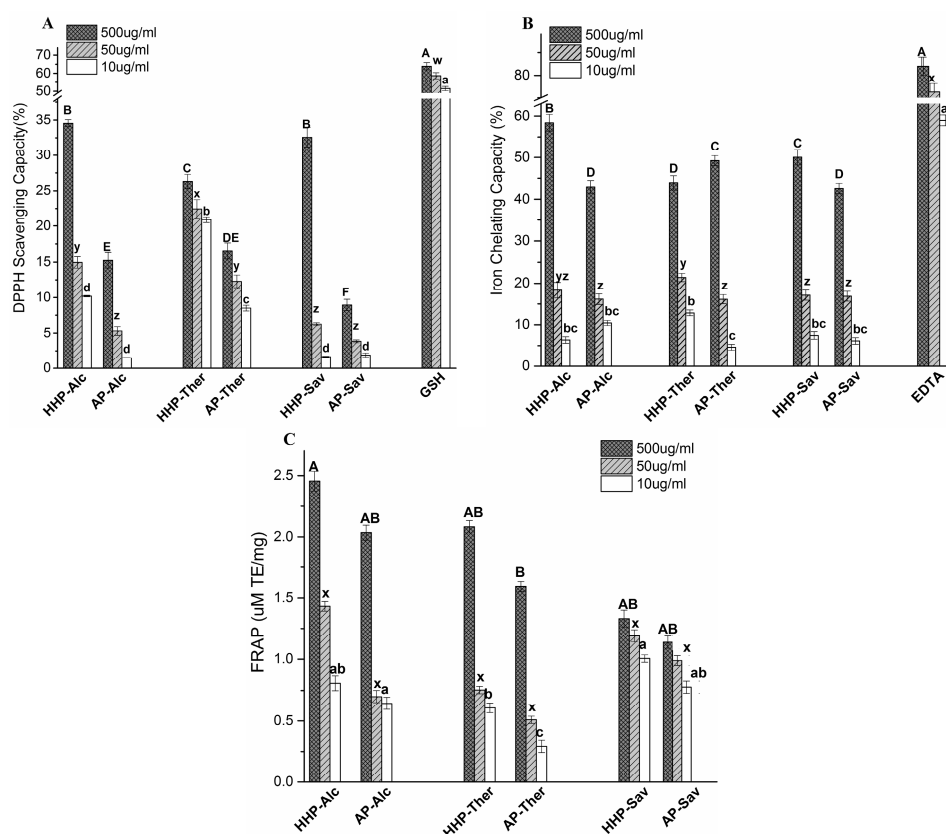 A
500ug/ml
50ug/ml
10ug/ml
DPPH Scavenging Capacity(%)
70
60
50
35
30
25
20
15
10
5
0
B
y
d
E
z
d
C
x
b
DE
y
c
B
z
d
F
z
d
A
w
a
HHP-Alc
AP-Alc
HHP-Ther
AP-Ther
HHP-Sav
AP-Sav
GSH
B
500ug/ml
50ug/ml
10ug/ml
Iron Chelating Capacity (%)
80
60
50
40
30
20
10
0
B
yz
bc
D
z
bc
D
y
b
C
z
c
C
z
bc
D
z
bc
A
x
a
HHP-Alc
AP-Alc
HHP-Ther
AP-Ther
HHP-Sav
AP-Sav
EDTA
C
500ug/ml
50ug/ml
10ug/ml
FRAP (uM TE/mg)
2.5
2.0
1.5
1.0
0.5
0.0
A
x
ab
AB
x
a
AB
x
b
B
x
c
AB
x
a
AB
x
ab
HHP-Alc
AP-Alc
HHP-Ther
AP-Ther
HHP-Sav
AP-Sav